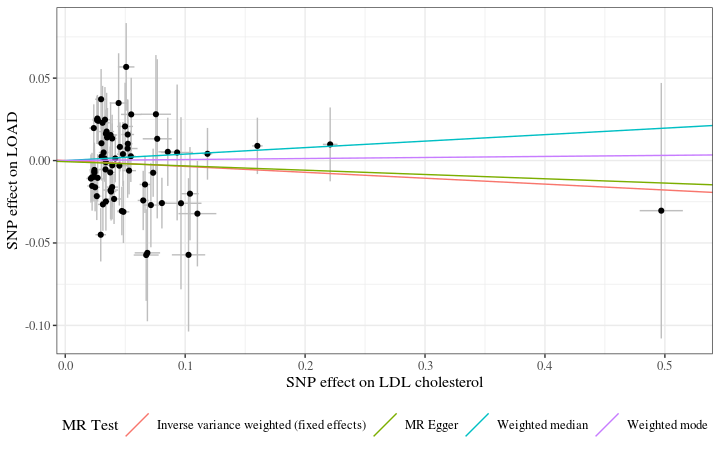 SNP effect on LOAD
0.05
0.00
-0.05
-0.10
0.0 0.1 0.2 0.3 0.4 0.5
SNP effect on LDL cholesterol
MR Test Inverse variance weighted (fixed effects) MR Egger Weighted median Weighted mode